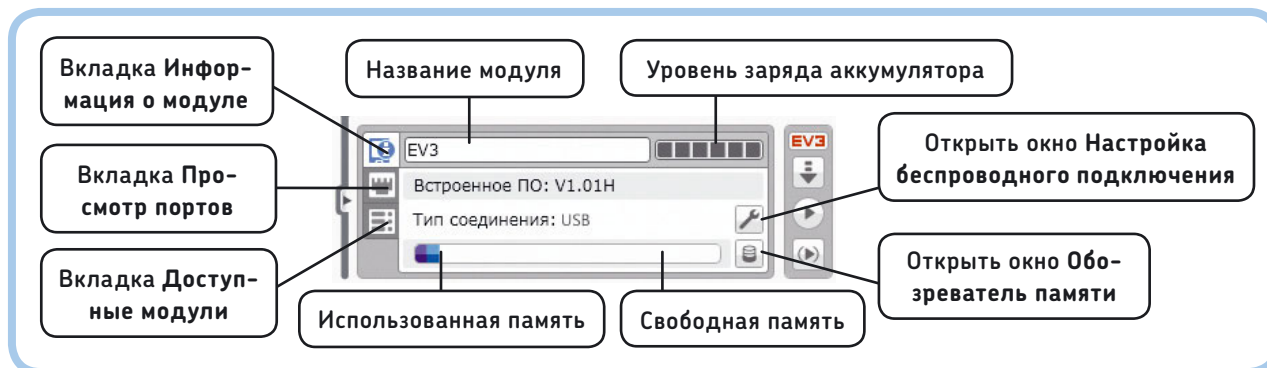 Вкладка Инфор-
мация о модуле
Название модуля
Уровень заряда аккумулятора
Вкладка Про-
смотр портов
Вкладка Доступ-
ные модули
EV3
EV3
Встроенное ПО: V1.01H
Тип соединения: USB
Открыть окно Настройка
беспроводного подключения
Открыть окно Обо-
зреватель памяти
Использованная память
Свободная память